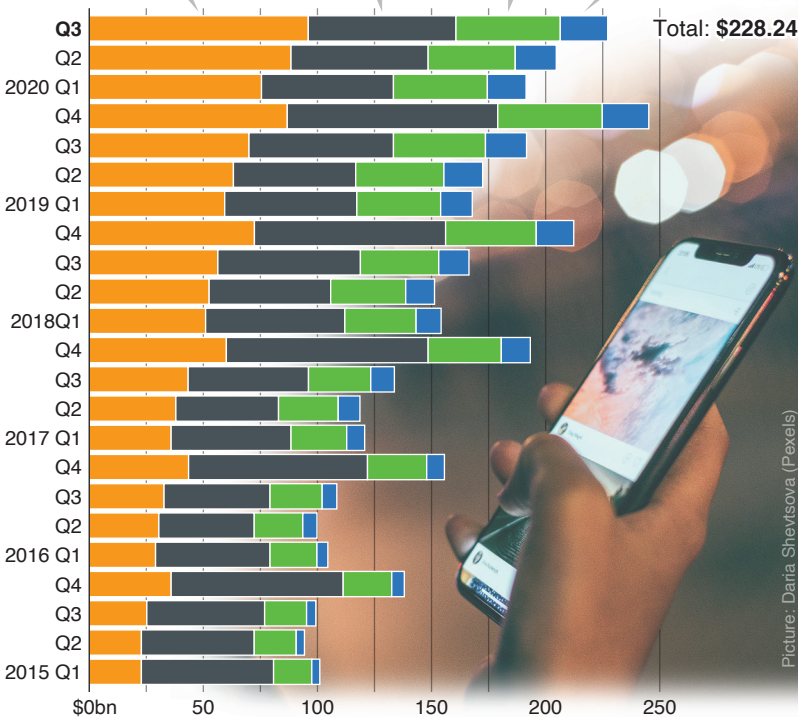 Q3
Total: $228.24
Q2
2020 Q1
Q4
Q3
Q2
2019 Q1
Q4
Q3
Q2
2018Q1
Q4
Q3
Q2
2017 Q1
Q4
Q3
Q2
2016 Q1
Q4
Q3
Q2
2015 Q1
$0bn 50 100 150 200 250
Picture: Daria Shevtsova (Pexels)